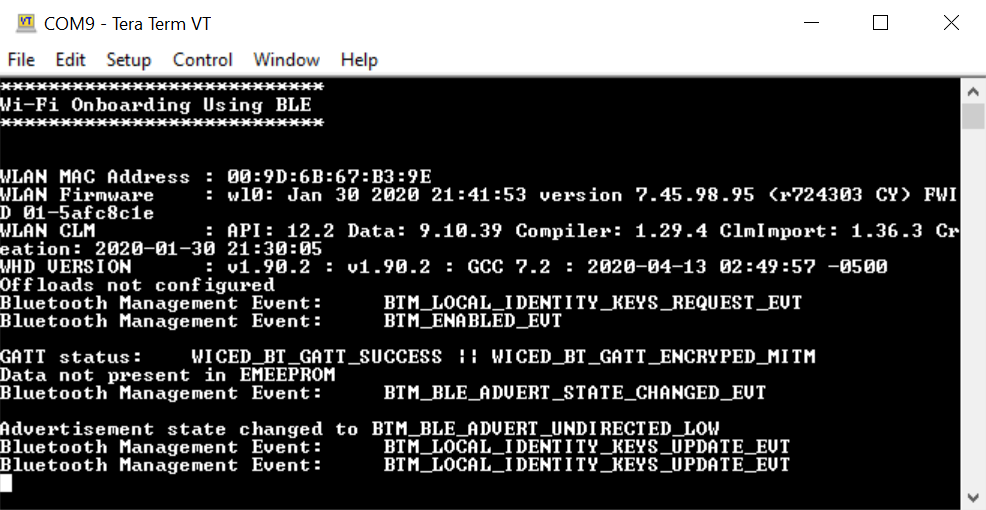 COM9 - Tera Term VT
File Edit Setup Control Window Help
***************************
Wi-Fi Onboarding Using BLE
***************************
WLAN MAC Address : 00:9D:6B:67:B3:9E
WLAN Firmware    : wl0: Jan 30 2020 21:41:53 version 7.45.98.95 (r724303 CY) FWI
D 01-5afc8c1e
WLAN CLM         : API: 12.2 Data: 9.10.39 Compiler: 1.29.4 ClmImport: 1.36.3 Cr
eation: 2020-01-30 21:30:05
WHD VERSION      : v1.90.2 : v1.90.2 : GCC 7.2 : 2020-04-13 02:49:57 -0500
Offloads not configured
Bluetooth Management Event:     BTM_LOCAL_IDENTITY_KEYS_REQUEST_EVT
Bluetooth Management Event:     BTM_ENABLED_EVT
GATT status:    WICED_BT_GATT_SUCCESS || WICED_BT_GATT_ENCRYPED_MITM
Data not present in EMEEPROM
Bluetooth Management Event:     BTM_BLE_ADVERT_STATE_CHANGED_EVT
Advertisement state changed to BTM_BLE_ADVERT_UNDIRECTED_LOW
Bluetooth Management Event:     BTM_LOCAL_IDENTITY_KEYS_UPDATE_EVT
Bluetooth Management Event:     BTM_LOCAL_IDENTITY_KEYS_UPDATE_EVT